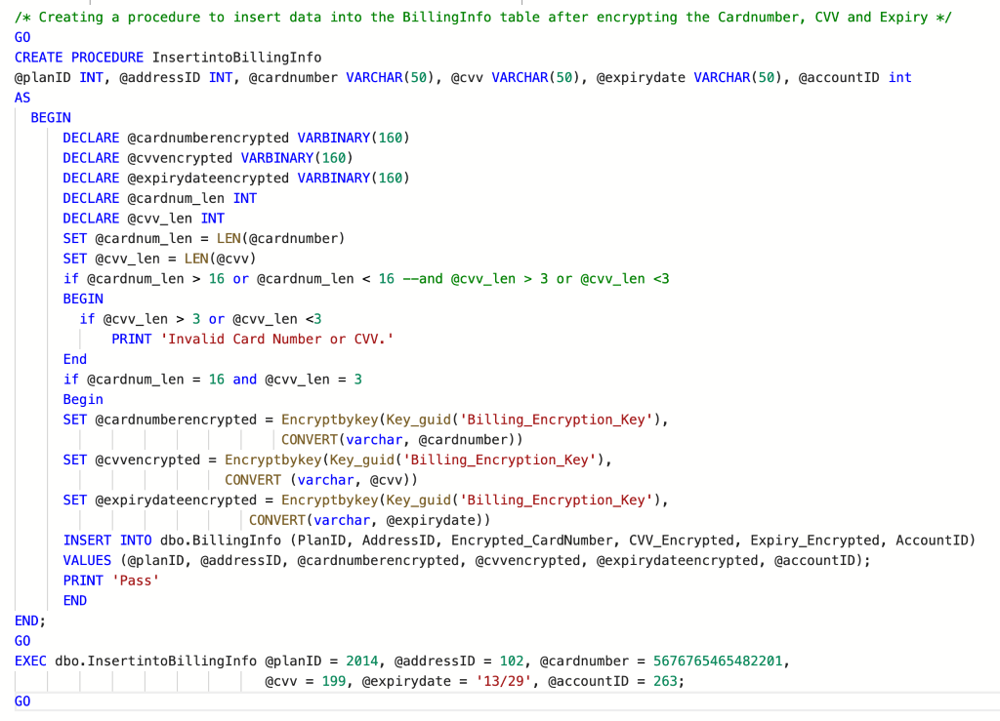 /* Creating a procedure to insert data into the BillingInfo table after encrypting the Cardnumber, CVV and Expiry */
GO
CREATE PROCEDURE InsertintoBillingInfo
@planID INT, @addressID INT, @cardnumber VARCHAR(50), @cvv VARCHAR(50), @expirydate VARCHAR(50), @accountID int
AS
BEGIN
DECLARE @cardnumberencrypted VARBINARY(160)
DECLARE @cvvencrypted VARBINARY(160)
DECLARE @expirydateencrypted VARBINARY(160)
DECLARE @cardnum_len INT
DECLARE @cvv_len INT
SET @cardnum_len = LEN(@cardnumber)
SET @cvv_len = LEN(@cvv)
if @cardnum_len > 16 or @cardnum_len < 16 --and @cvv_len > 3 or @cvv_len <3
BEGIN
if @cvv_len > 3 or @cvv_len <3
PRINT 'Invalid Card Number or CVV.'
End
if @cardnum_len = 16 and @cvv_len = 3
Begin
SET @cardnumberencrypted = Encryptbykey(Key_guid('Billing_Encryption_Key'),
CONVERT(varchar, @cardnumber))
SET @cvvencrypted = Encryptbykey(Key_guid('Billing_Encryption_Key'),
CONVERT (varchar, @cvv))
SET @expirydateencrypted = Encryptbykey(Key_guid('Billing_Encryption_Key'),
CONVERT(varchar, @expirydate))
INSERT INTO dbo.BillingInfo (PlanID, AddressID, Encrypted_CardNumber, CVV_Encrypted, Expiry_Encrypted, AccountID)
VALUES (@planID, @addressID, @cardnumberencrypted, @cvvencrypted, @expirydateencrypted, @accountID);
PRINT 'Pass'
END
END;
GO
EXEC dbo.InsertintoBillingInfo @planID = 2014, @addressID = 102, @cardnumber = 5676765465482201,
@cvv = 199, @expirydate = '13/29', @accountID = 263;
GO